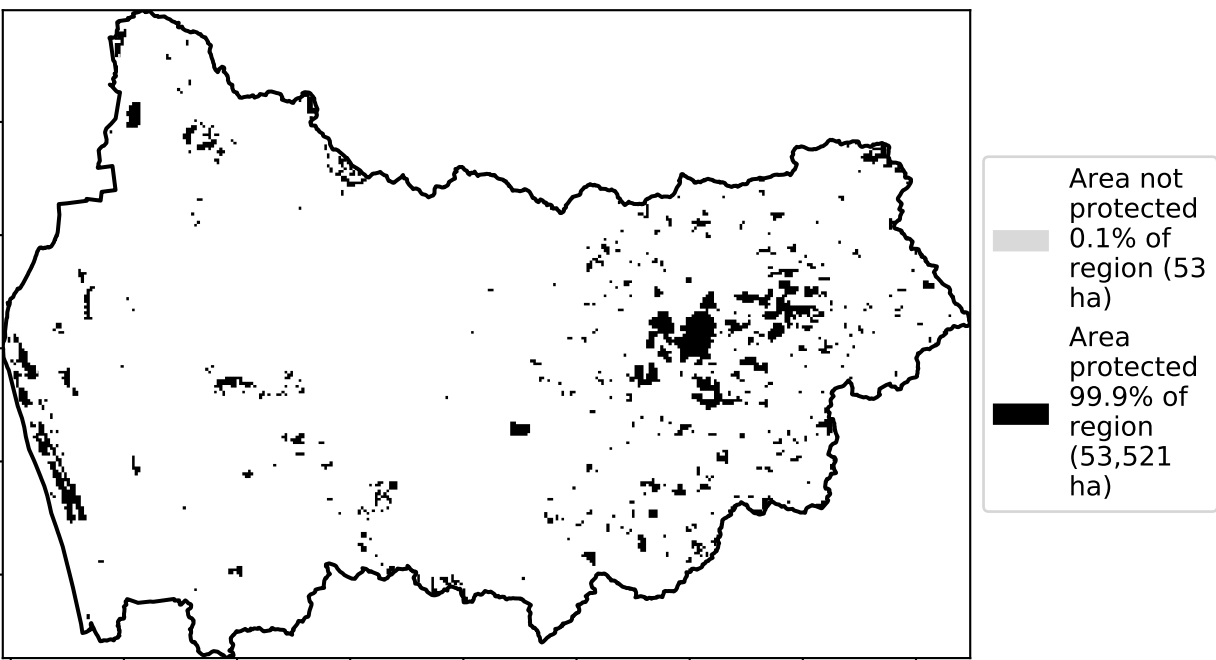 Area not
protected
0.1% of
region (53
ha)
Area
protected
99.9% of
region
(53,521
ha)